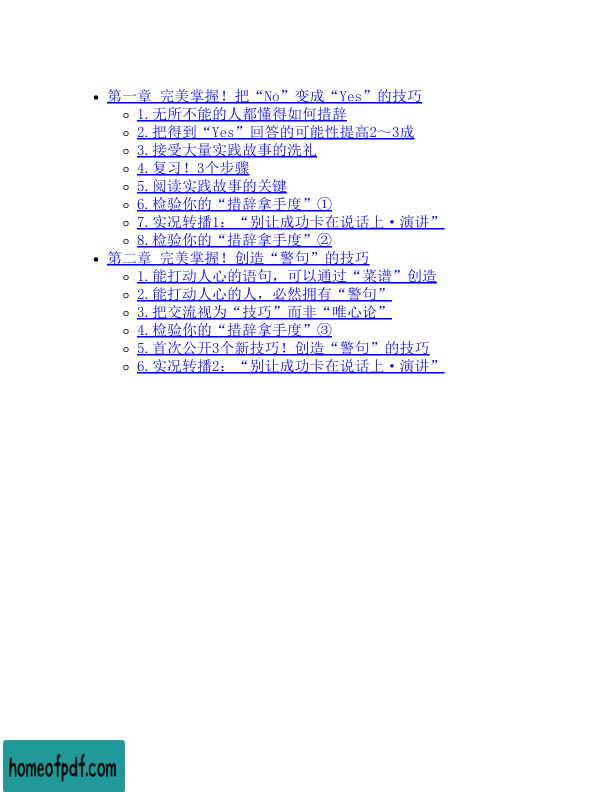 第一章 完美掌握！把“No”变成“Yes”的技巧
1.无所不能的人都懂得如何措辞
2.把得到“Yes”回答的可能性提高2～3成
3.接受大量实践故事的洗礼
4.复习！3个步骤
5.阅读实践故事的关键
6.检验你的“措辞拿手度”①
7.实况转播1：“别让成功卡在说话上·演讲”
8.检验你的“措辞拿手度”②
第二章 完美掌握！创造“警句”的技巧
1.能打动人心的语句，可以通过“菜谱”创造
2.能打动人心的人，必然拥有“警句”
3.把交流视为“技巧”而非“唯心论”
4.检验你的“措辞拿手度”③
5.首次公开3个新技巧！创造“警句”的技巧
6.实况转播2：“别让成功卡在说话上·演讲”
homeofpdf.com